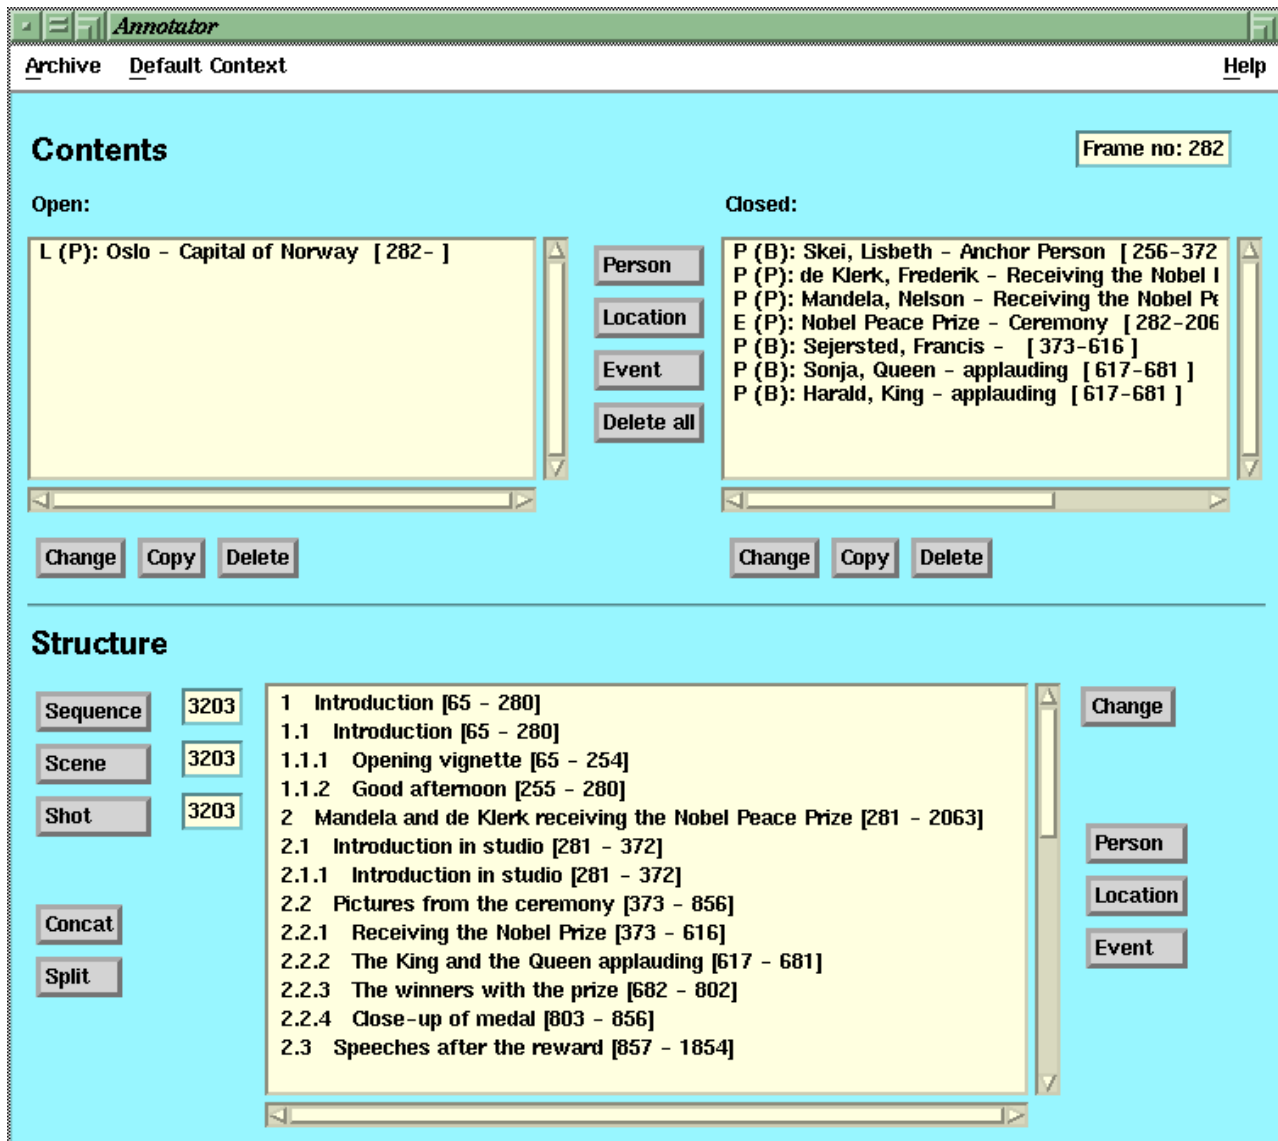 Annotator
Archive Default Context Help
Contents
Frame no: 282
Open:
Closed:
L (P): Oslo - Capital of Norway [ 282- ]
Person
Location
Event
Delete all
P (B): Skei, Lisbeth - Anchor Person [ 256-372
P (P): de Klerk, Frederik - Receiving the Nobel
P (P): Mandela, Nelson - Receiving the Nobel
E (P): Nobel Peace Prize - Ceremony [ 282-206
P (B): Sejersted, Francis - [ 373-616 ]
P (B): Sonja, Queen - applauding [ 617-681 ]
P (B): Harald, King - applauding [ 617-681 ]
Change Copy Delete
Change Copy Delete
Structure
Sequence 3203
Scene 3203
Shot 3203
Concat
Split
1 Introduction [65 - 280]
1.1 Introduction [65 - 280]
1.1.1 Opening vignette [65 - 254]
1.1.2 Good afternoon [255 - 280]
2 Mandela and de Klerk receiving the Nobel Peace Prize [281 - 2063]
2.1 Introduction in studio [281 - 372]
2.1.1 Introduction in studio [281 - 372]
2.2 Pictures from the ceremony [373 - 856]
2.2.1 Receiving the Nobel Prize [373 - 616]
2.2.2 The King and the Queen applauding [617 - 681]
2.2.3 The winners with the prize [682 - 802]
2.2.4 Close-up of medal [803 - 856]
2.3 Speeches after the reward [857 - 1854]
Change
Person
Location
Event